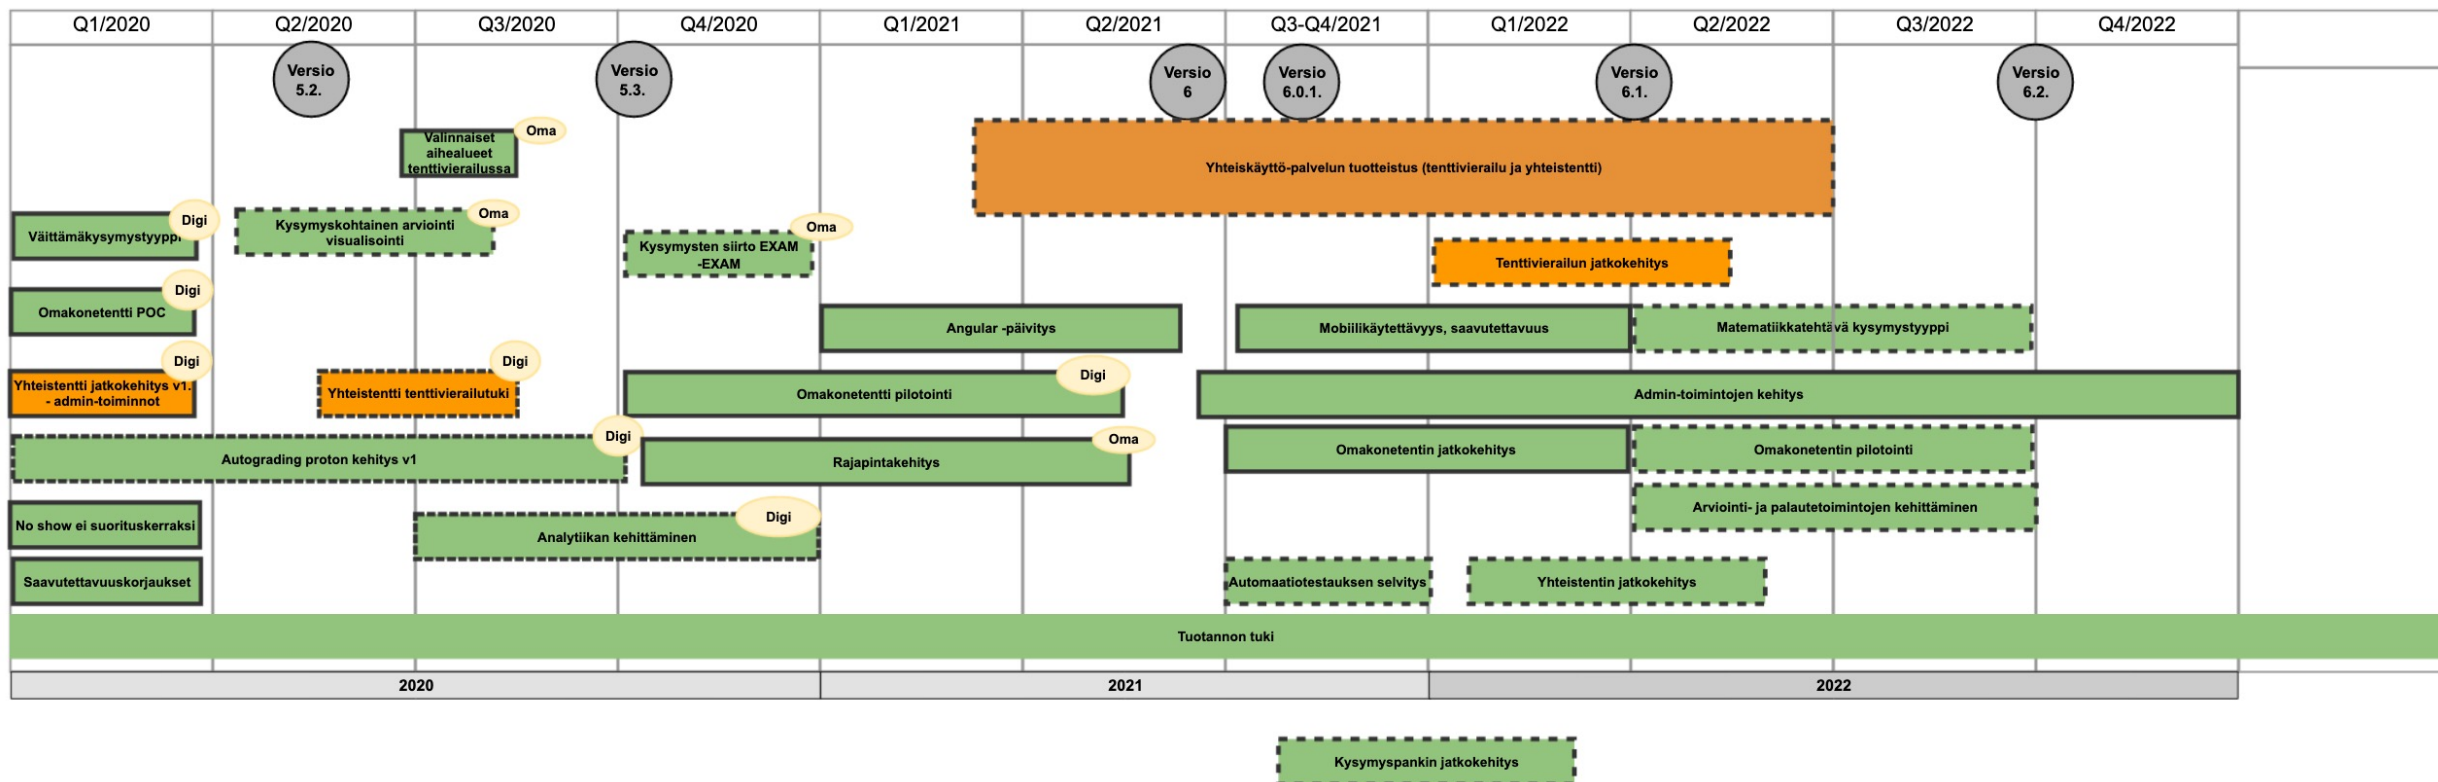 Q1/2020
Q2/2020
Q3/2020
Q4/2020
Q1/2021
Q2/2021
Q3-Q4/2021
Q1/2022
Q2/2022
Q3/2022
Q4/2022
Versio
5.2.
Versio
5.3.
Versio
6
Versio
6.0.1.
Versio
6.1.
Versio
6.2.
Valinnaiset
aihealueet
tenttivierailussa
Oma
Yhteiskäyttö-palvelun tuotteistus (tenttivierailu ja yhteistentti)
Väittämäkysymystyyppi
Digi
Kysymyskohtainen arviointi
visualisointi
Oma
Kysymysten siirto EXAM
-EXAM
Oma
Tenttivierailun jatkokehitys
Omakonetentti POC
Digi
Angular -päivitys
Mobiilikäytettävyys, saavutettavuus
Matematiikkatehtävä kysymystyyppi
Yhteistentti jatkokehitys v1.
- admin-toiminnot
Digi
Yhteistentti tenttivierailutuki
Digi
Omakonetentti pilotointi
Digi
Admin-toimintojen kehitys
Autograding proton kehitys v1
Digi
Rajapintakehitys
Oma
Omakonetentin jatkokehitys
Omakonetentin pilotointi
No show ei suorituskerraksi
Analytiikan kehittäminen
Digi
Arviointi- ja palautetoimintojen kehittäminen
Saavutettavuuskorjaukset
Automaatiotestauksen selvitys
Yhteistentin jatkokehitys
Tuotannon tuki
2020
2021
2022
Kysymyspankin jatkokehitys